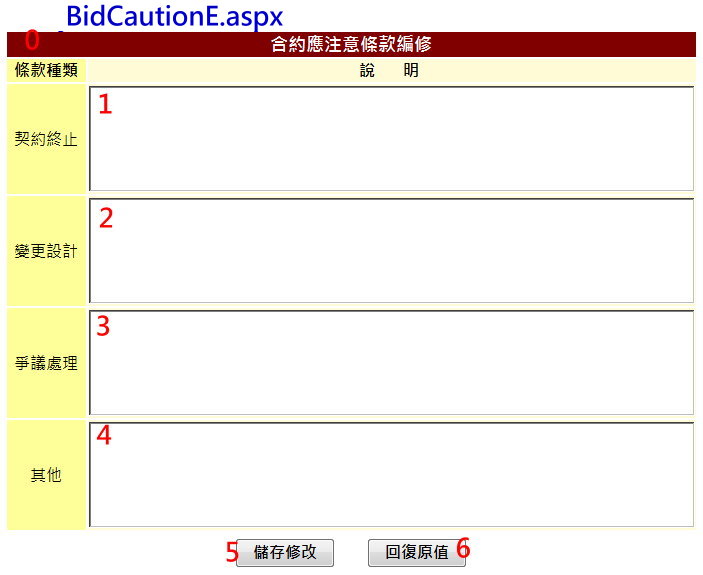 BidCautionE.aspx
0 合約應注意條款編修
條款種類 說 明
1
契約終止
2
變更設計
3
爭議處理
4
其他
5 儲存修改 回復原值 6